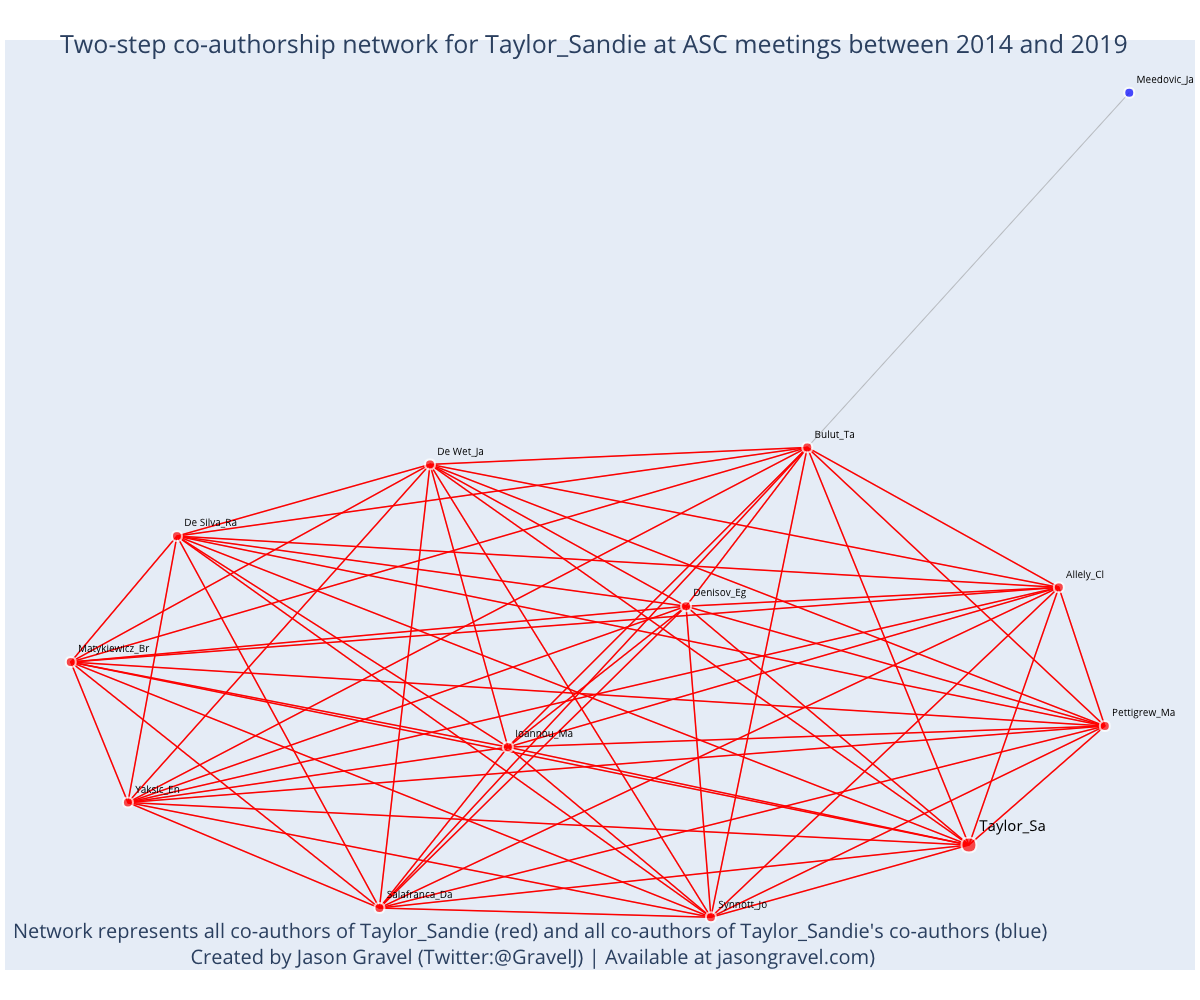 Two-step co-authorship network for Taylor_Sandie at ASC meetings between 2014 and 2019
Meedovic_Ja
Bulut_Ta
De Wet_Ja
De Silva_Ra
Allely_Cl
Denisov_Eg
Matykiewicz_Br
Pettigrew_Ma
Ioannou_Ma
Yaksic_En
Taylor_Sa
Salafranca_Da
Synnott_Jo
Network represents all co-authors of Taylor_Sandie (red) and all co-authors of Taylor_Sandie's co-authors (blue)
Created by Jason Gravel (Twitter:@GravelJ) | Available at jasongravel.com)